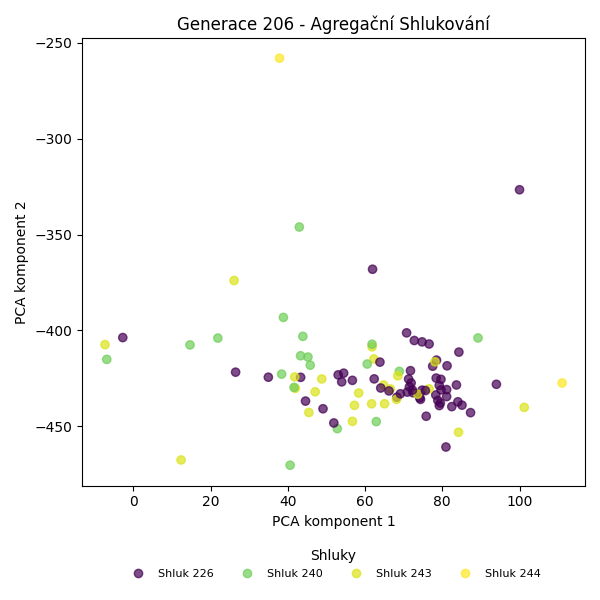 Generace 206 - Agregační Shlukování
−250
−300
−350
−400
−450
PCA komponent 2
0 20 40 60 80 100
PCA komponent 1
Shluky
Shluk 226 Shluk 240 Shluk 243 Shluk 244